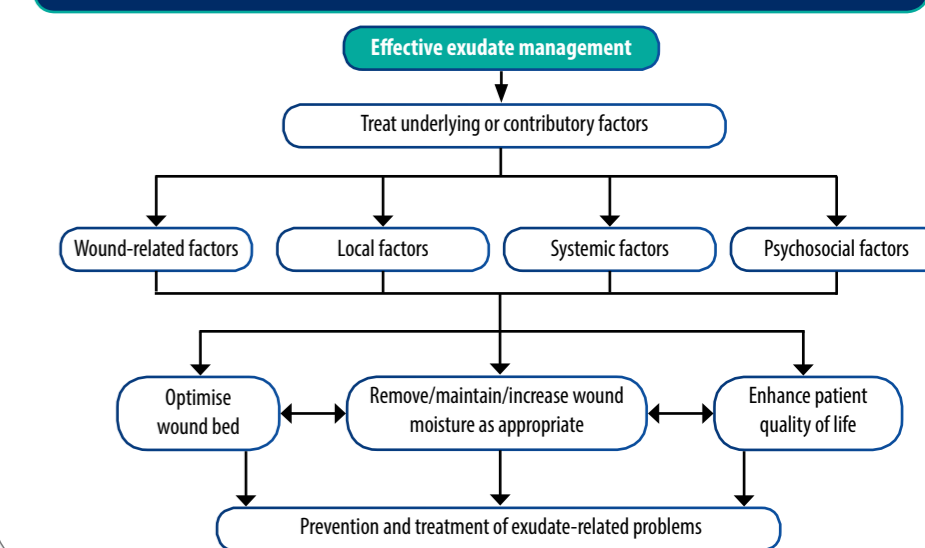 Effective exudate management
Treat underlying or contributory factors
Wound-related factors
Local factors
Systemic factors
Psychosocial factors
Optimise
wound bed
Remove/maintain/increase wound
moisture as appropriate
Enhance patient
quality of life
Prevention and treatment of exudate-related problems